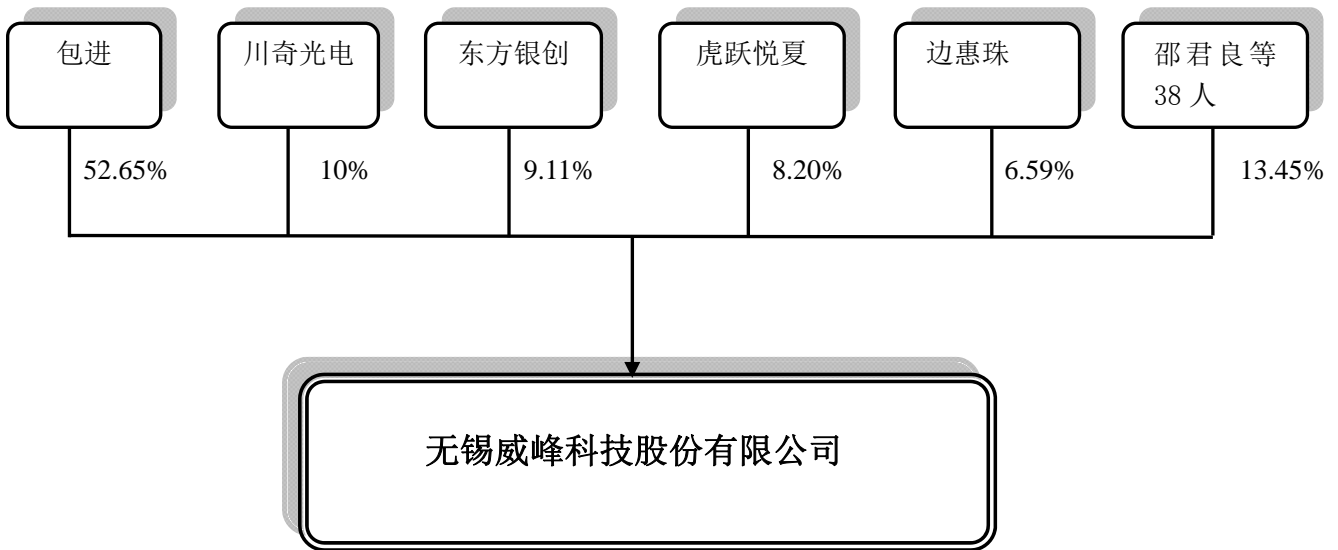 包进
川奇光电
东方银创
虎跃悦夏
边惠珠
邵君良等
38 人
52.65%
10%
9.11%
8.20%
6.59%
13.45%
无锡威峰科技股份有限公司